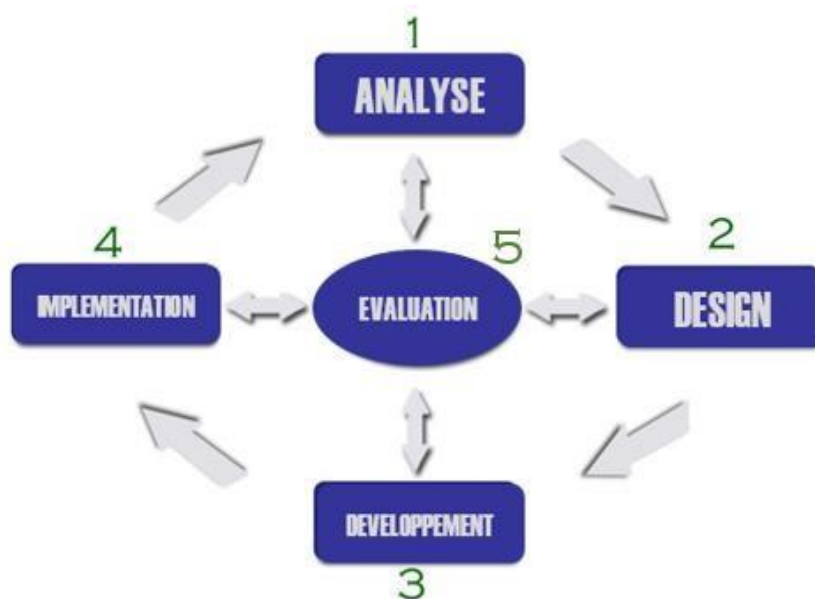 1
ANALYSE
4
5
2
IMPLEMENTATION
EVALUATION
DESIGN
DEVELOPPEMENT
3